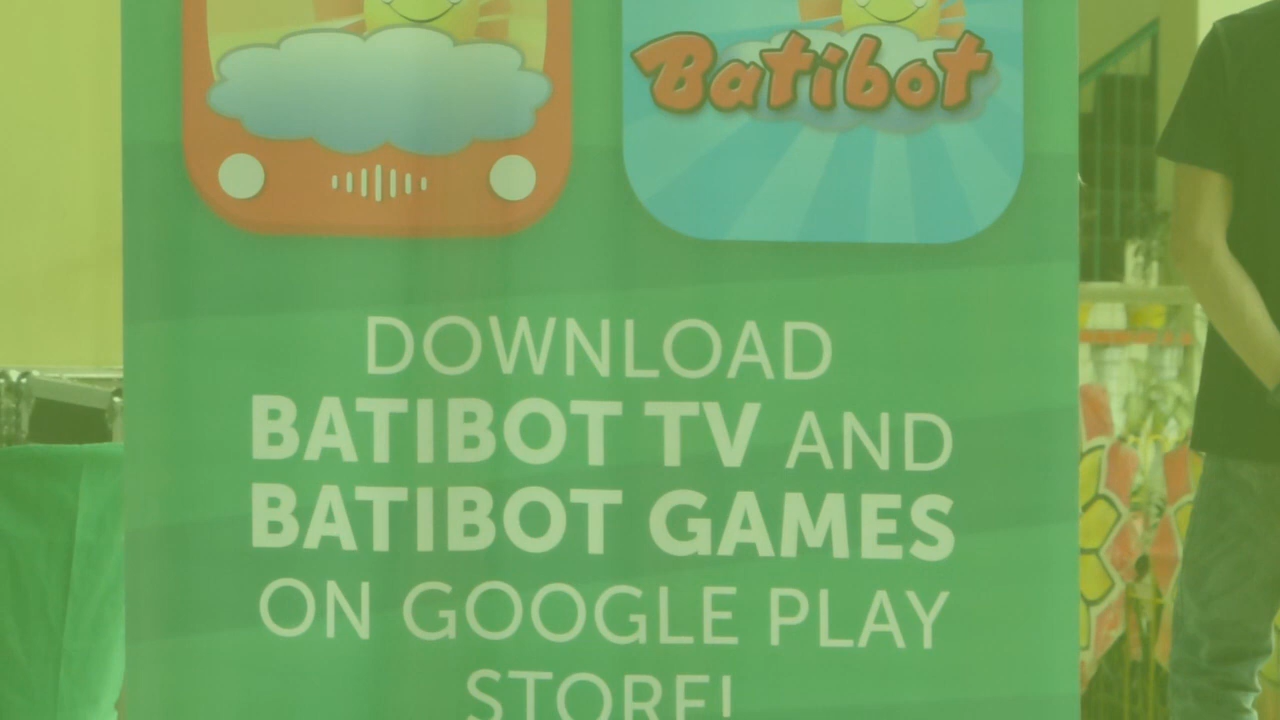 Batibot
DOWNLOAD
BATIBOT TV AND
BATIBOT GAMES
ON GOOGLE PLAY
STORE!